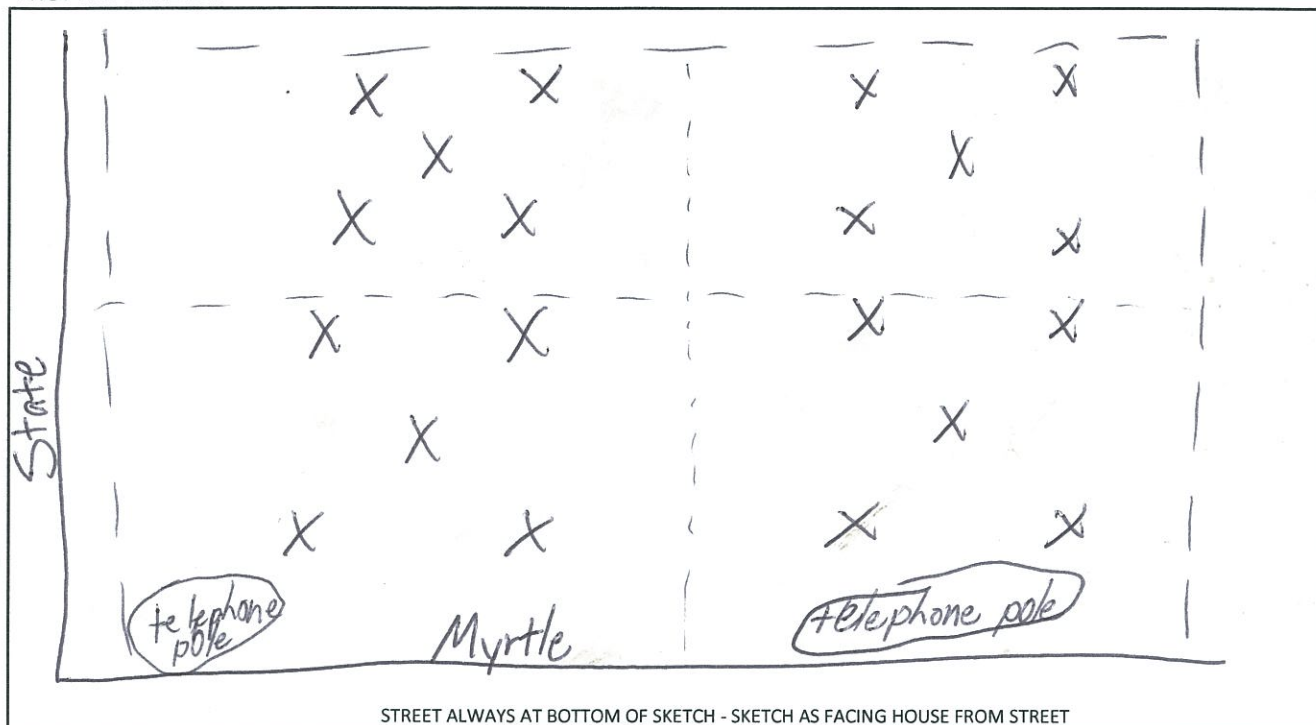 X X X X
X X
X X X X
X X X X
State
X X
X X X X
telephone
pole
Myrtle
telephone pole
STREET ALWAYS AT BOTTOM OF SKETCH - SKETCH AS FACING HOUSE FROM STREET